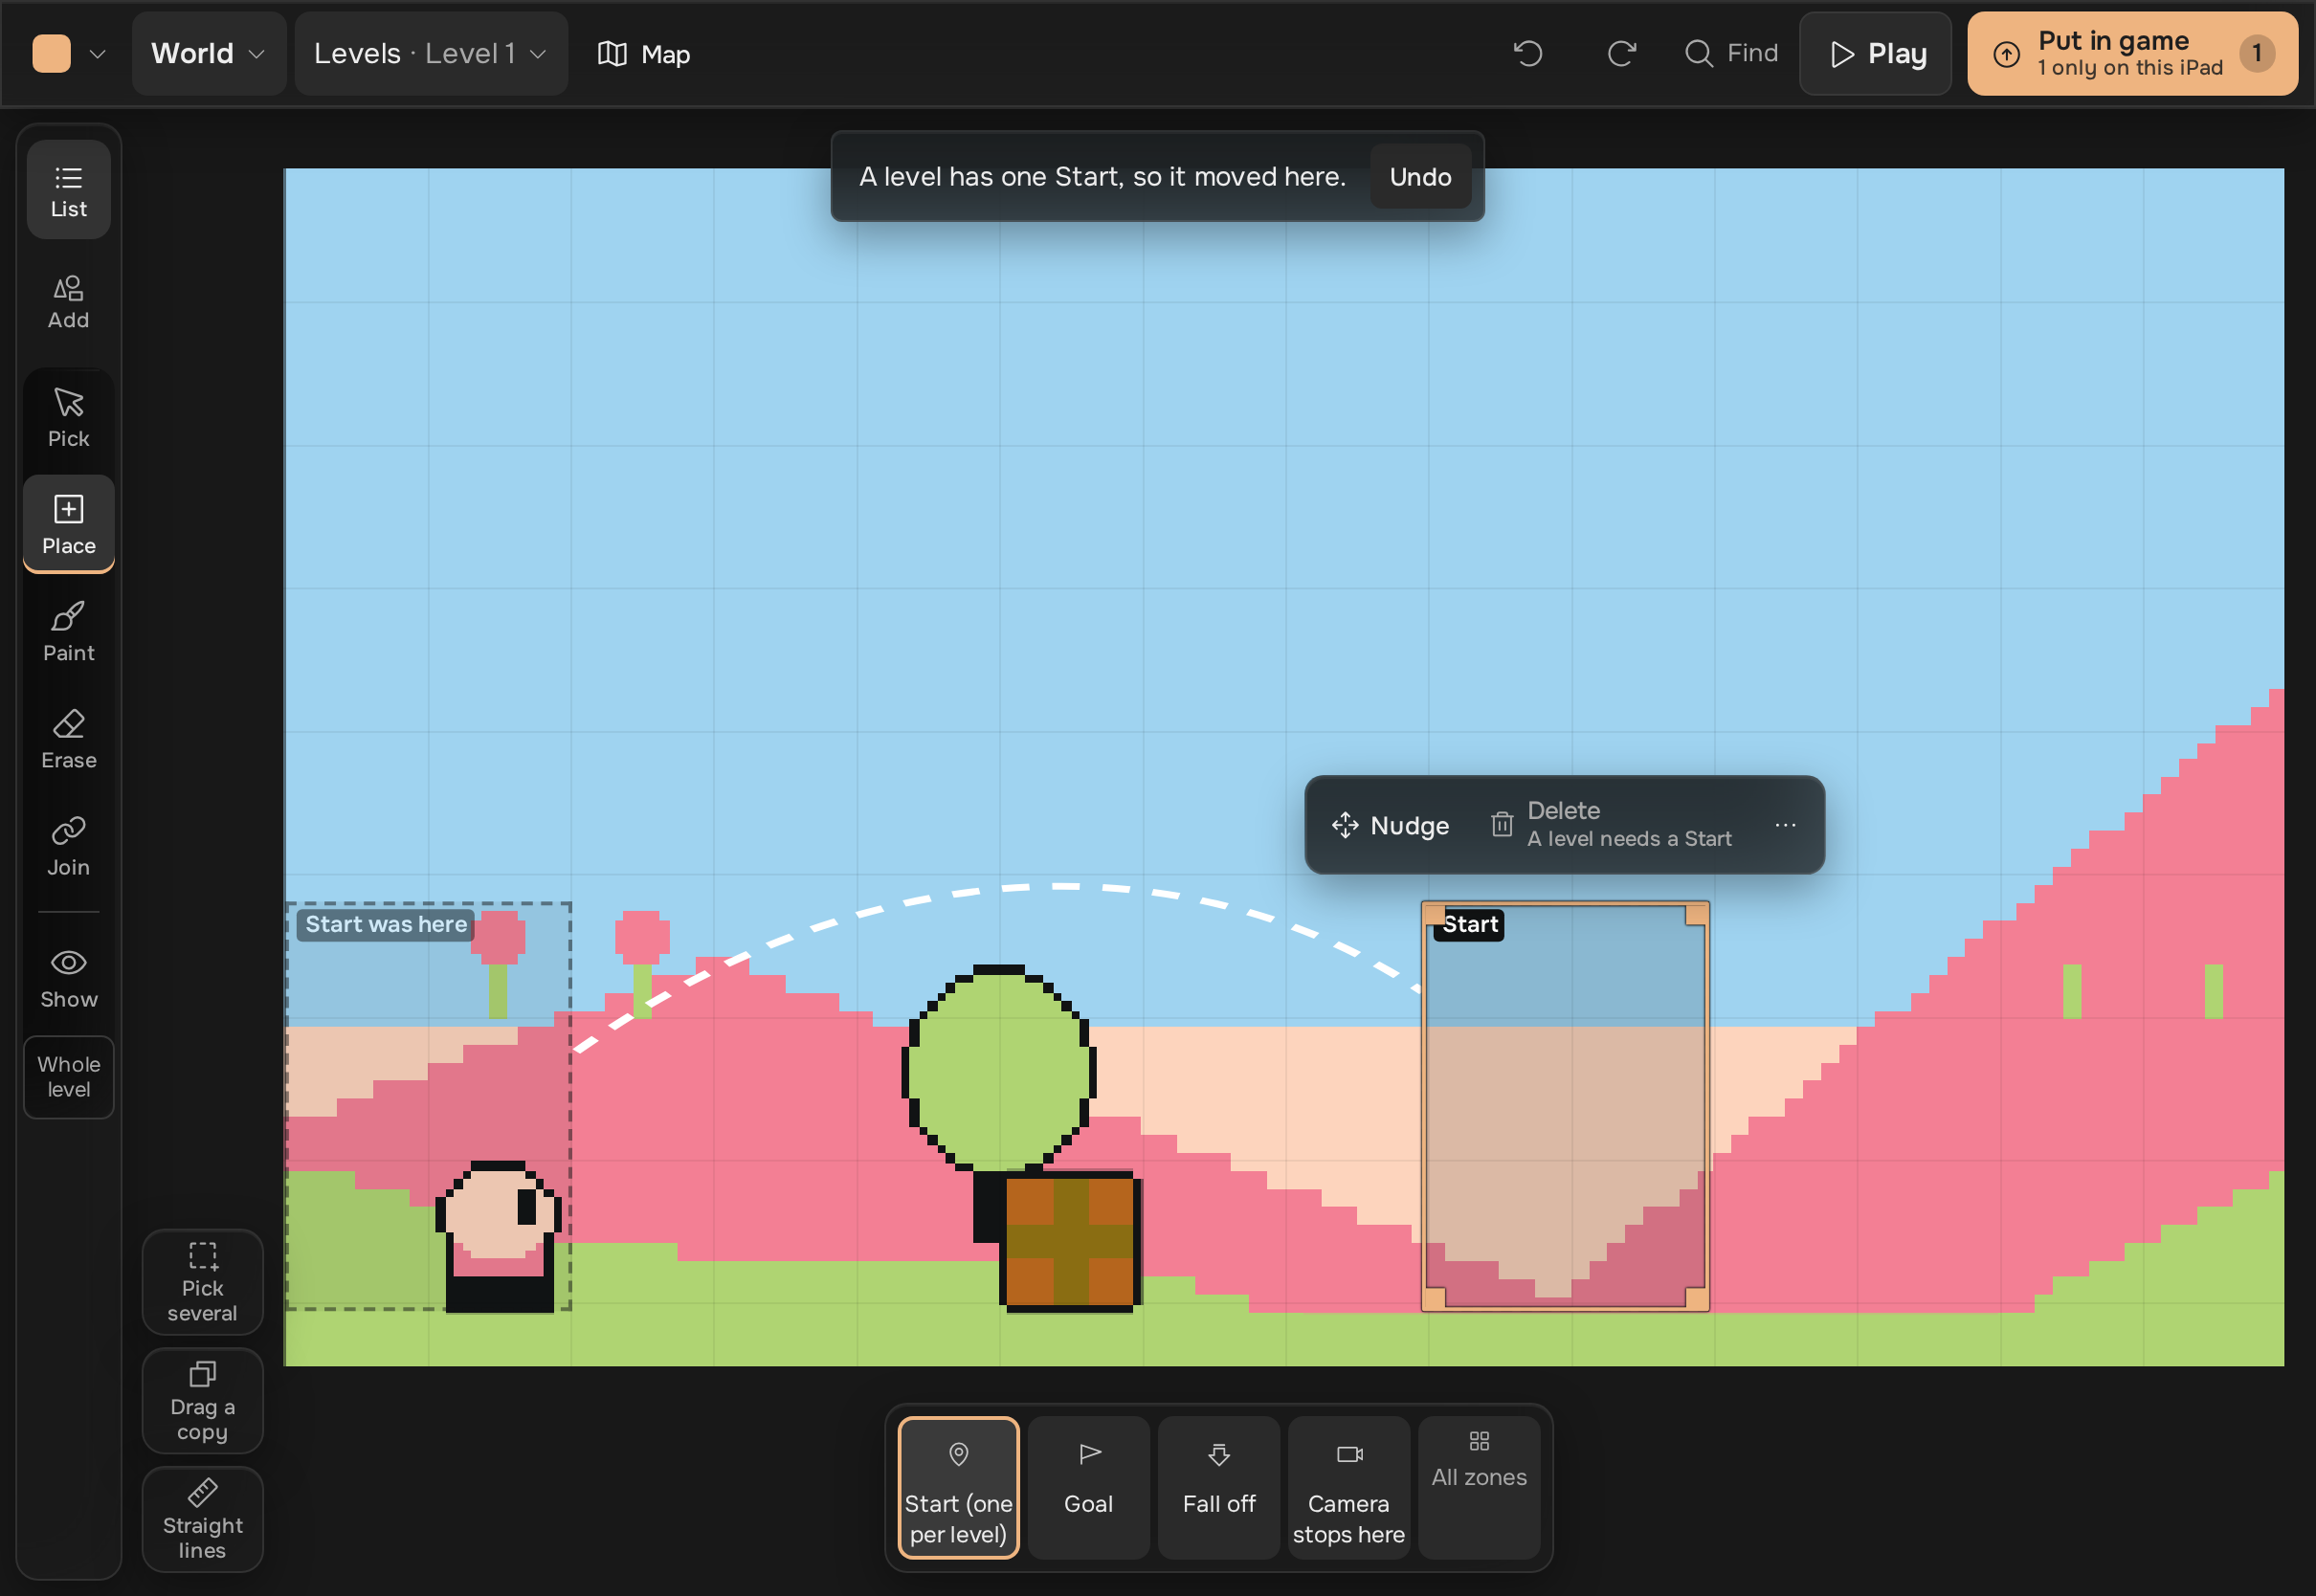 World
Levels · Level 1
Map
Find
Play
Put in game
1 only on this iPad
1
A level has one Start, so it moved here.
Undo
List
Add
Pick
Place
Paint
Erase
Join
Show
Whole
level
Nudge
Delete
A level needs a Start
Start was here
Start
Pick
several
Drag a
copy
Straight
lines
Start (one
per level)
Goal
Fall off
Camera
stops here
All zones